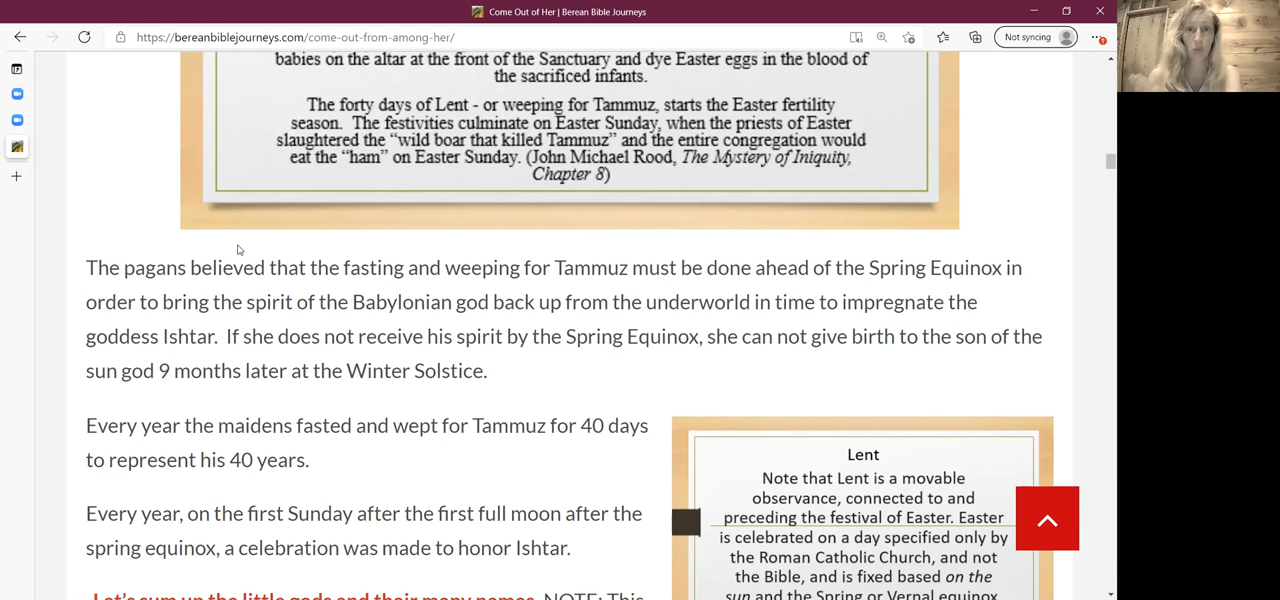 Come Out of Her | Berean Bible Journeys
https://bereanbiblejourneys.com/come-out-from-among-her/
Not syncing
babies on the altar at the front of the Sanctuary and dye Easter eggs in the blood of
the sacrificed infants.
The forty days of Lent - or weeping for Tammuz, starts the Easter fertility
season. The festivities culminate on Easter Sunday, when the priests of Easter
slaughtered the “wild boar that killed Tammuz” and the entire congregation would
eat the “ham” on Easter Sunday. (John Michael Rood, The Mystery of Iniquity,
Chapter 8)
The pagans believed that the fasting and weeping for Tammuz must be done ahead of the Spring Equinox in
order to bring the spirit of the Babylonian god back up from the underworld in time to impregnate the
goddess Ishtar. If she does not receive his spirit by the Spring Equinox, she can not give birth to the son of the
sun god 9 months later at the Winter Solstice.
Every year the maidens fasted and wept for Tammuz for 40 days
to represent his 40 years.
Every year, on the first Sunday after the first full moon after the
spring equinox, a celebration was made to honor Ishtar.
Let's sum up the little gods and their many names. NOTE: This
Lent
Note that Lent is a movable
observance, connected to and
preceding the festival of Easter. Easter
is celebrated on a day specified only by
the Roman Catholic Church, and not
the Bible, and is fixed based on the
sun and the Spring or Vernal equinox